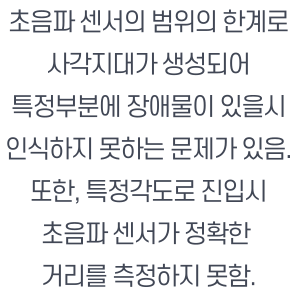 초음파 센서의 범위의 한계로
사각지대가 생성되어
특정부분에 장애물이 있을시
인식하지 못하는 문제가 있음.
또한, 특정각도로 진입시
초음파 센서가 정확한
거리를 측정하지 못함.